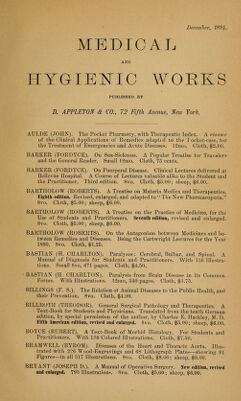 December, 1894.
MEDICAL
AND
HYGIENIC WORKS
PUBLISHED BY
D. APPLETON & CO., 72 Fifth Avenue, New York.
AULDE (JOHN). The Pocket Pharmacy, with Therapeutic Index. A résumé
of the Clinical Applications of Remedies adapted to the Pocket-case, for
the Treatment of Emergencies and Acute Diseases. 12mo. Cloth, $2.00.
BARKER (FORDYCE). On Sea-Sickness. A Popular Treatise for Travelers
and the General Reader. Small 12mo. Cloth, 75 cents.
BARKER (FORDYCE). On Puerperal Disease. Clinical Lectures delivered at
Bellevue Hospital. A Course of Lectures valuable alike to the Student and
the Practitioner. Third edition. 8vo. Cloth, $5.00; sheep, $6.00.
BARTHOLOW (ROBERTS). A Treatise on Materia Medica and Therapeutics.
Eighth edition. Revised, enlarged, and adapted to "The New Pharmacopœia."
8vo. Cloth, $5.00; sheep, $6.00.
BARTHOLOW (ROBERTS). A Treatise on the Practice of Medicine, for the
Use of Students and Practitioners. Seventh edition, revised and enlarged.
8vo. Cloth, $5.00; sheep, $6.00.
BARTHOLOW (ROBERTS). On the Antagonism between Medicines and be-
tween Remedies and Diseases. Being the Cartwright Lectures for the Year
1880. 8vo. Cloth, $1.25.
BASTIAN (H. CHARLTON). Paralyses: Cerebral, Bulbar, and Spinal. A
Manual of Diagnosis for Students and Practitioners. With 136 Illustra-
tions. Small 8vo, 671 pages. Cloth, $4.50.
BASTIAN (H. CHARLTON). Paralysis from Brain Disease in its Common
Forms. With Illustrations. 12mo, 340 pages. Cloth, $1.75.
BILLINGS (F. S.). The Relation of Animal Diseases to the Public Health, and
their Prevention. 8vo. Cloth, $4.00.
BILLROTH (THEODOR). General Surgical Pathology and Therapeutics. A
Text-Book for Students and Physicians. Translated from the tenth German
edition, by special permission of the author, by Charles E. Hackley, M. D.
Fifth American edition, revised and enlarged. 8vo. Cloth, $5.00; sheep, $6.00.
BOYCE (RUBERT). A Text-Book of Morbid Histology. For Students and
Practitioners. With 130 Colored Illustrations. Cloth, $7.50.
BRAMWELL (BYROM). Diseases of the Heart and Thoracic Aorta. Illus-
trated with 226 Wood-Engravings and 68 Lithograph Plates—showing 91
Figures—in all 317 Illustrations. 8vo. Cloth, $8.00; sheep, $9.00.
BRYANT (JOSEPH D.). A Manual of Operative Surgery. New edition, revised
and enlarged. 793 Illustrations. 8vo. Cloth, $5.00; sheep, $6.00.